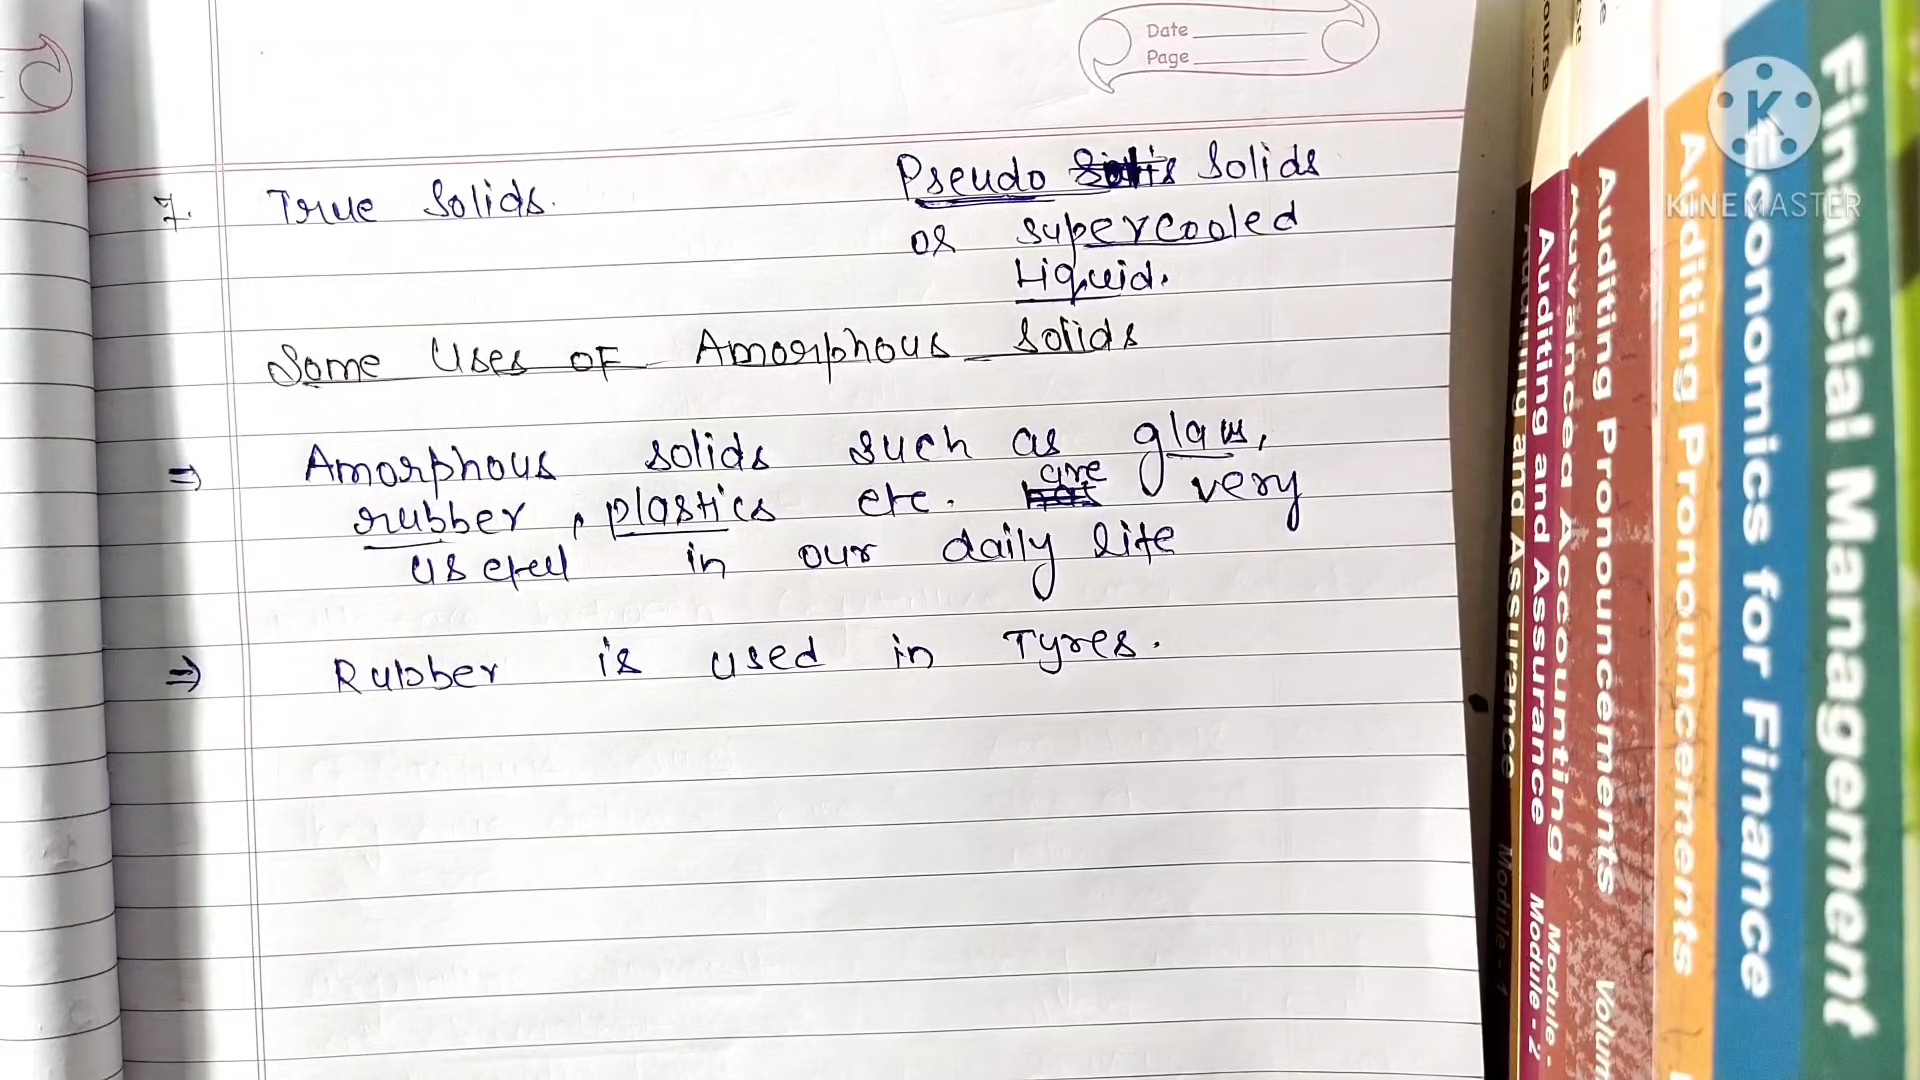 Date
Page
7. True Solids. Pseudo Solids
or supercooled
Liquid.
Some Uses OF Amorphous solids
⇒ Amorphous solids such as glass,
rubber, plastics etc. are very
useful in our daily life
⇒ Rubber is used in Tyres.
Auditing and Assurance Module - 1
Auditing and Assurance Module - 2
Advanced Accounting Module -
Auditing Pronouncements Volum
Auditing Pronouncements
Economics for Finance
Financial Management
KINEMASTER